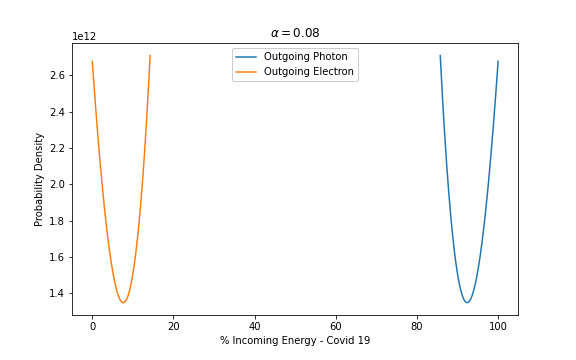 α = 0.08
1e12
Outgoing Photon
Outgoing Electron
2.6
2.4
2.2
2.0
1.8
1.6
1.4
Probability Density
0 20 40 60 80 100
% Incoming Energy - Covid 19